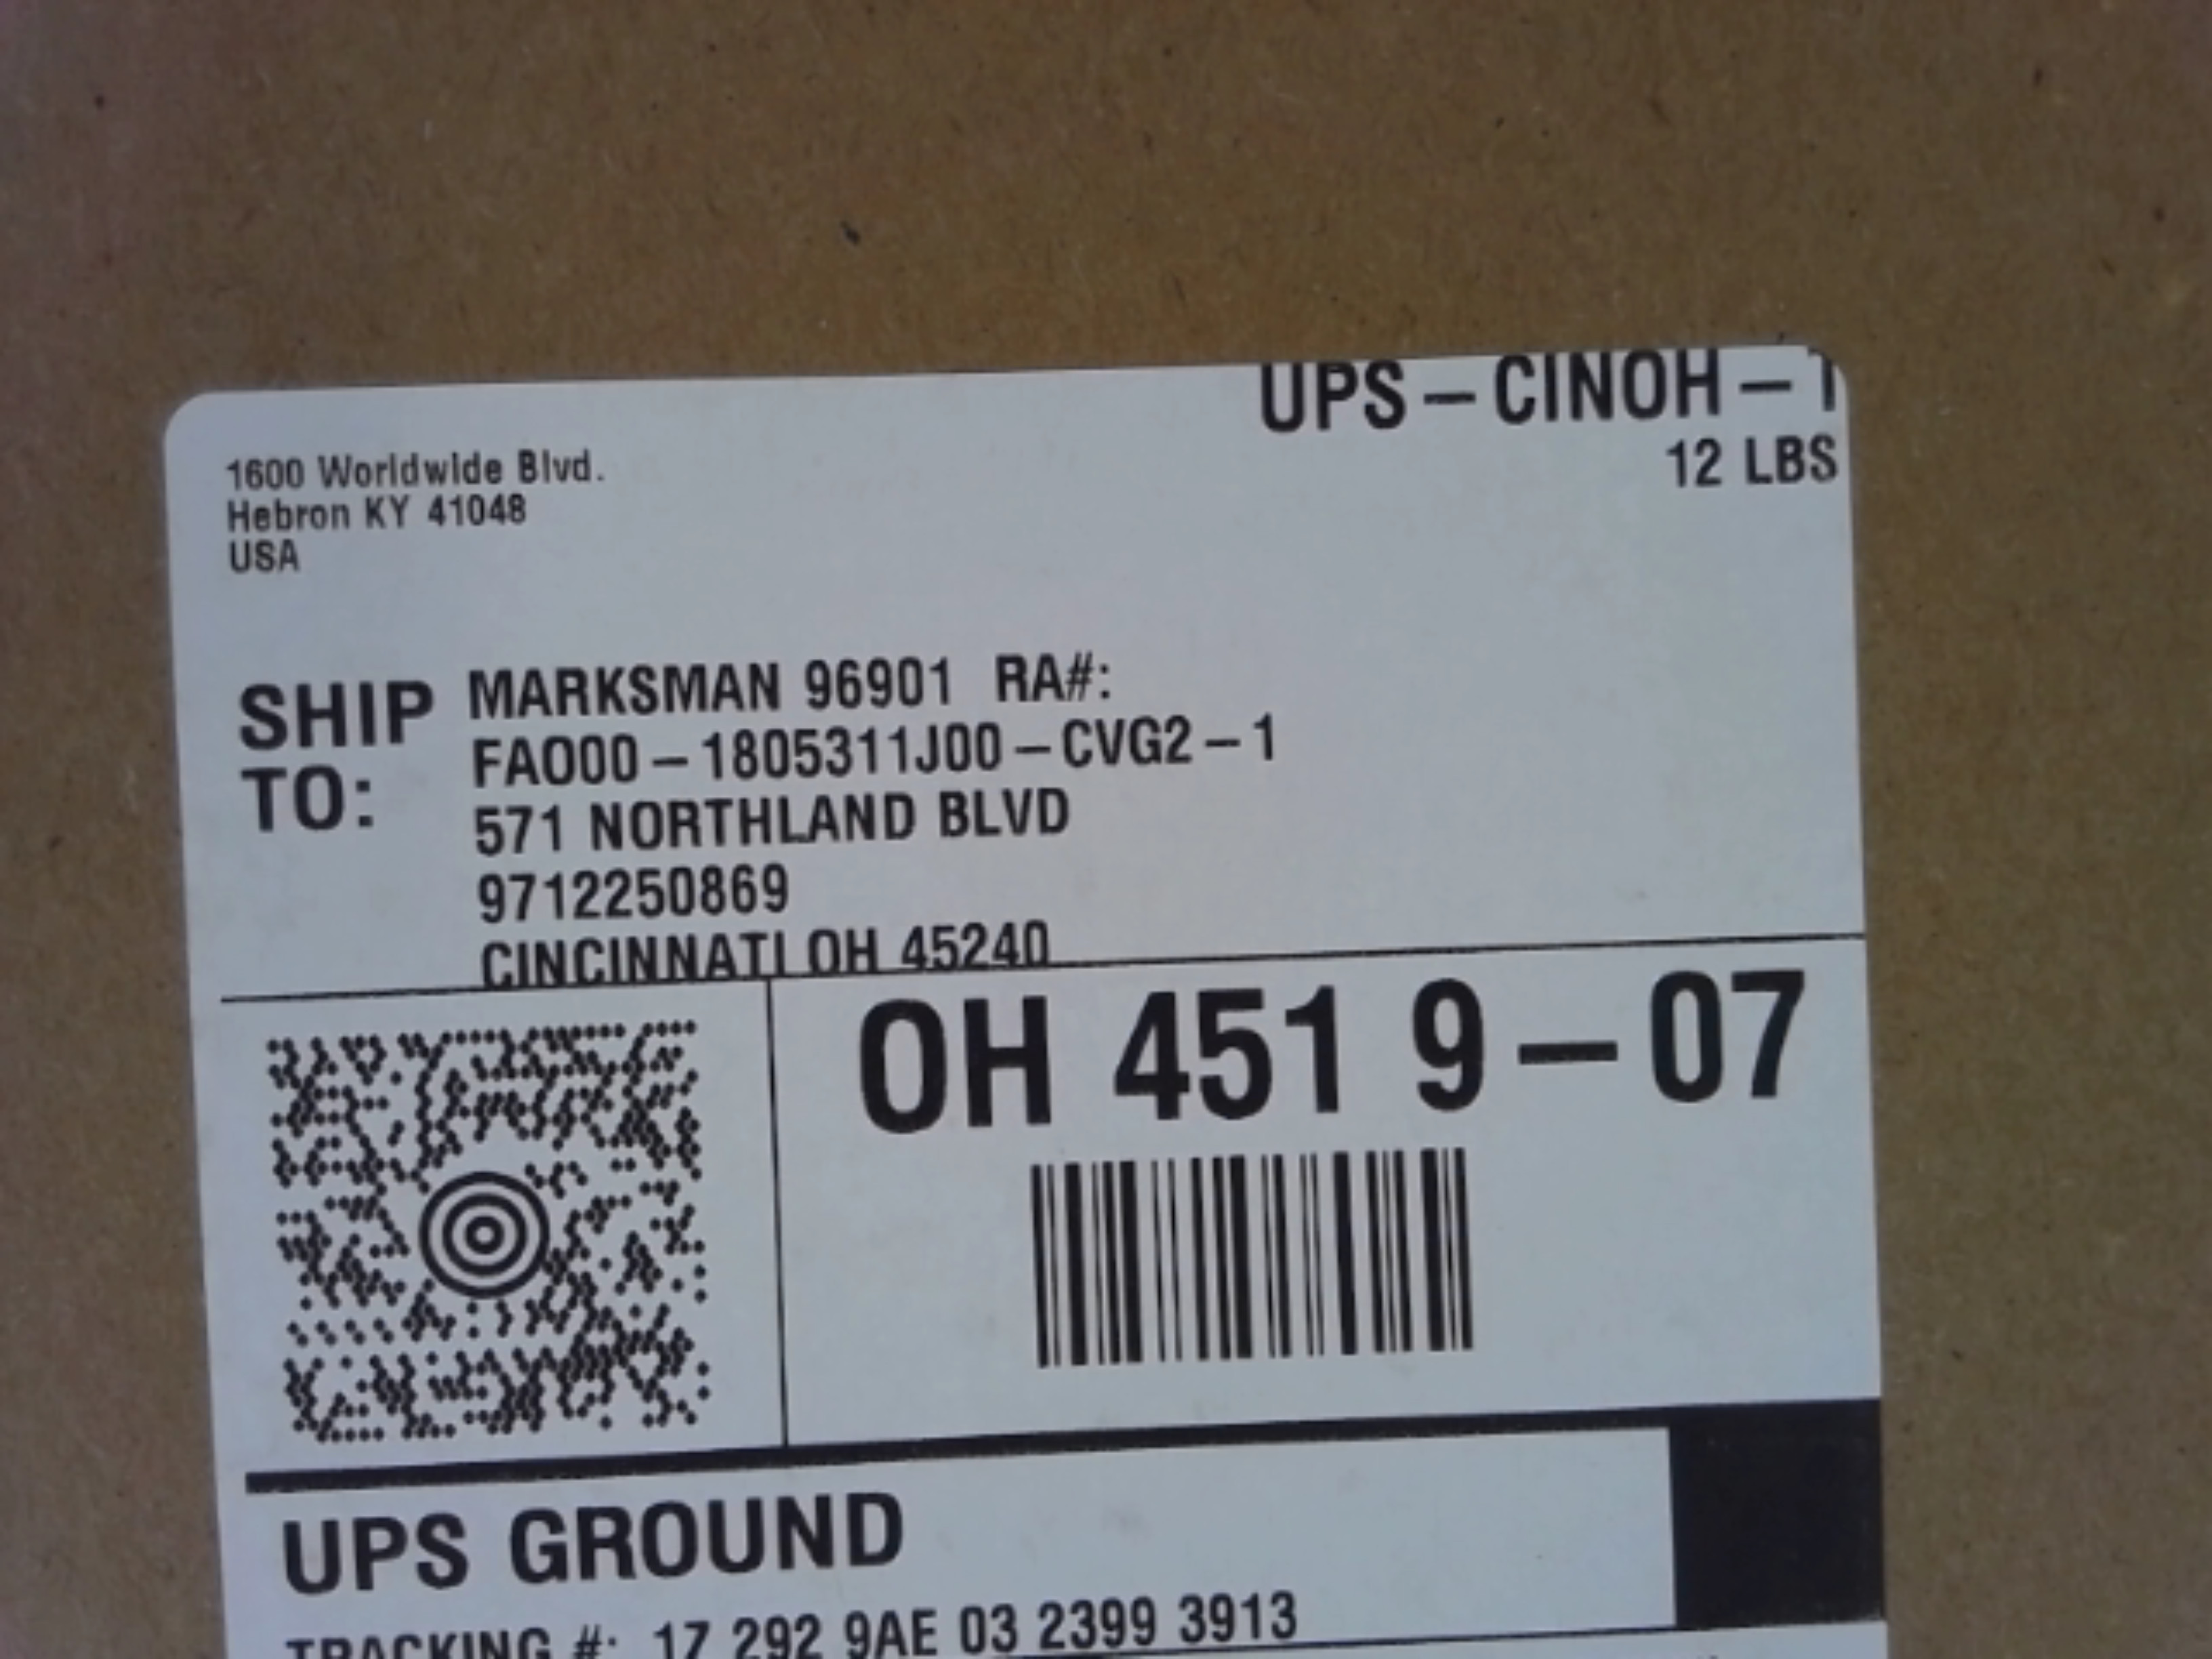 UPS – CINOH – 1
12 LBS
1600 Worldwide Blvd.
Hebron KY 41048
USA
SHIP TO:
MARKSMAN 96901 RA#:
FAO00 – 1805311J00 – CVG2 – 1
571 NORTHLAND BLVD
9712250869
CINCINNATI OH 45240
OH 451 9 – 07
UPS GROUND
TRACKING #: 17 292 9AE 03 2399 3913